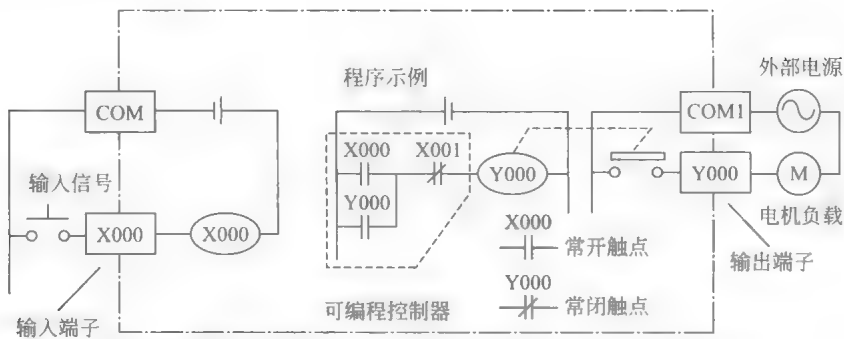 COM
输入信号
X000
X000
输入端子
程序示例
X000
X001
Y000
Y000
X000
常开触点
Y000
常闭触点
可编程控制器
外部电源
COM1
Y000
M
电机负载
输出端子